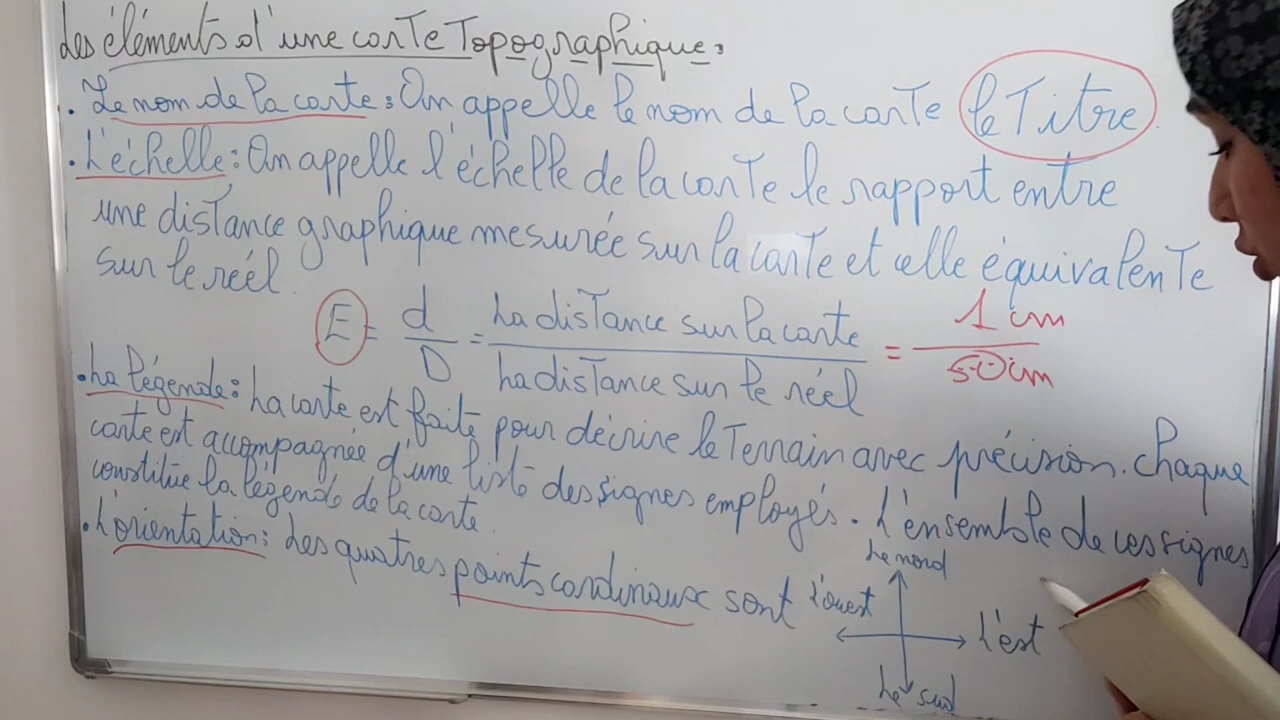 Les éléments d'une carte Topographique :
. Le nom de la carte : On appelle le nom de la carte le Titre.
. L'échelle : On appelle l'échelle de la carte le rapport entre
une distance graphique mesurée sur la carte et celle équivalente
sur le réel.
E = d/D = La distance sur la carte / La distance sur le réel = 1 cm / 50 cm
. La légende : La carte est faite pour décrire le Terrain avec précision. Chaque
carte est accompagnée d'une liste des signes employés. L'ensemble de ces signes
constitue la légende de la carte.
. L'orientation : Les quatres points cardinaux sont
Le nord
l'ouest
L'est
Le sud